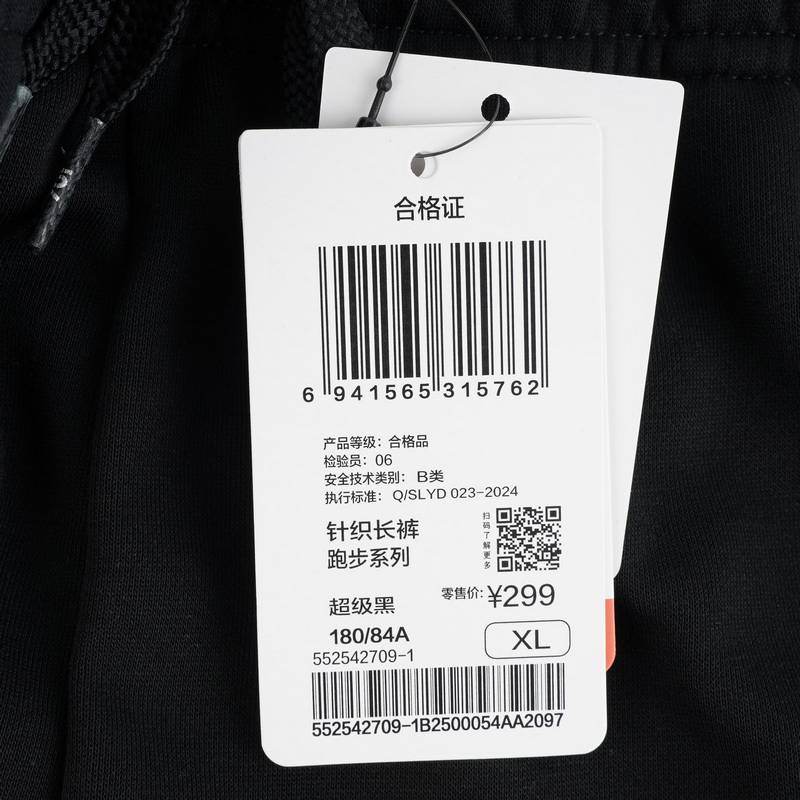 合格证
6 941565 315762
产品等级：合格品
检验员：06
安全技术类别： B类
执行标准： Q/SLYD 023-2024
针织长裤
跑步系列
扫码了解更多
超级黑
零售价: ¥299
180/84A
XL
552542709-1
552542709-1B2500054AA2097